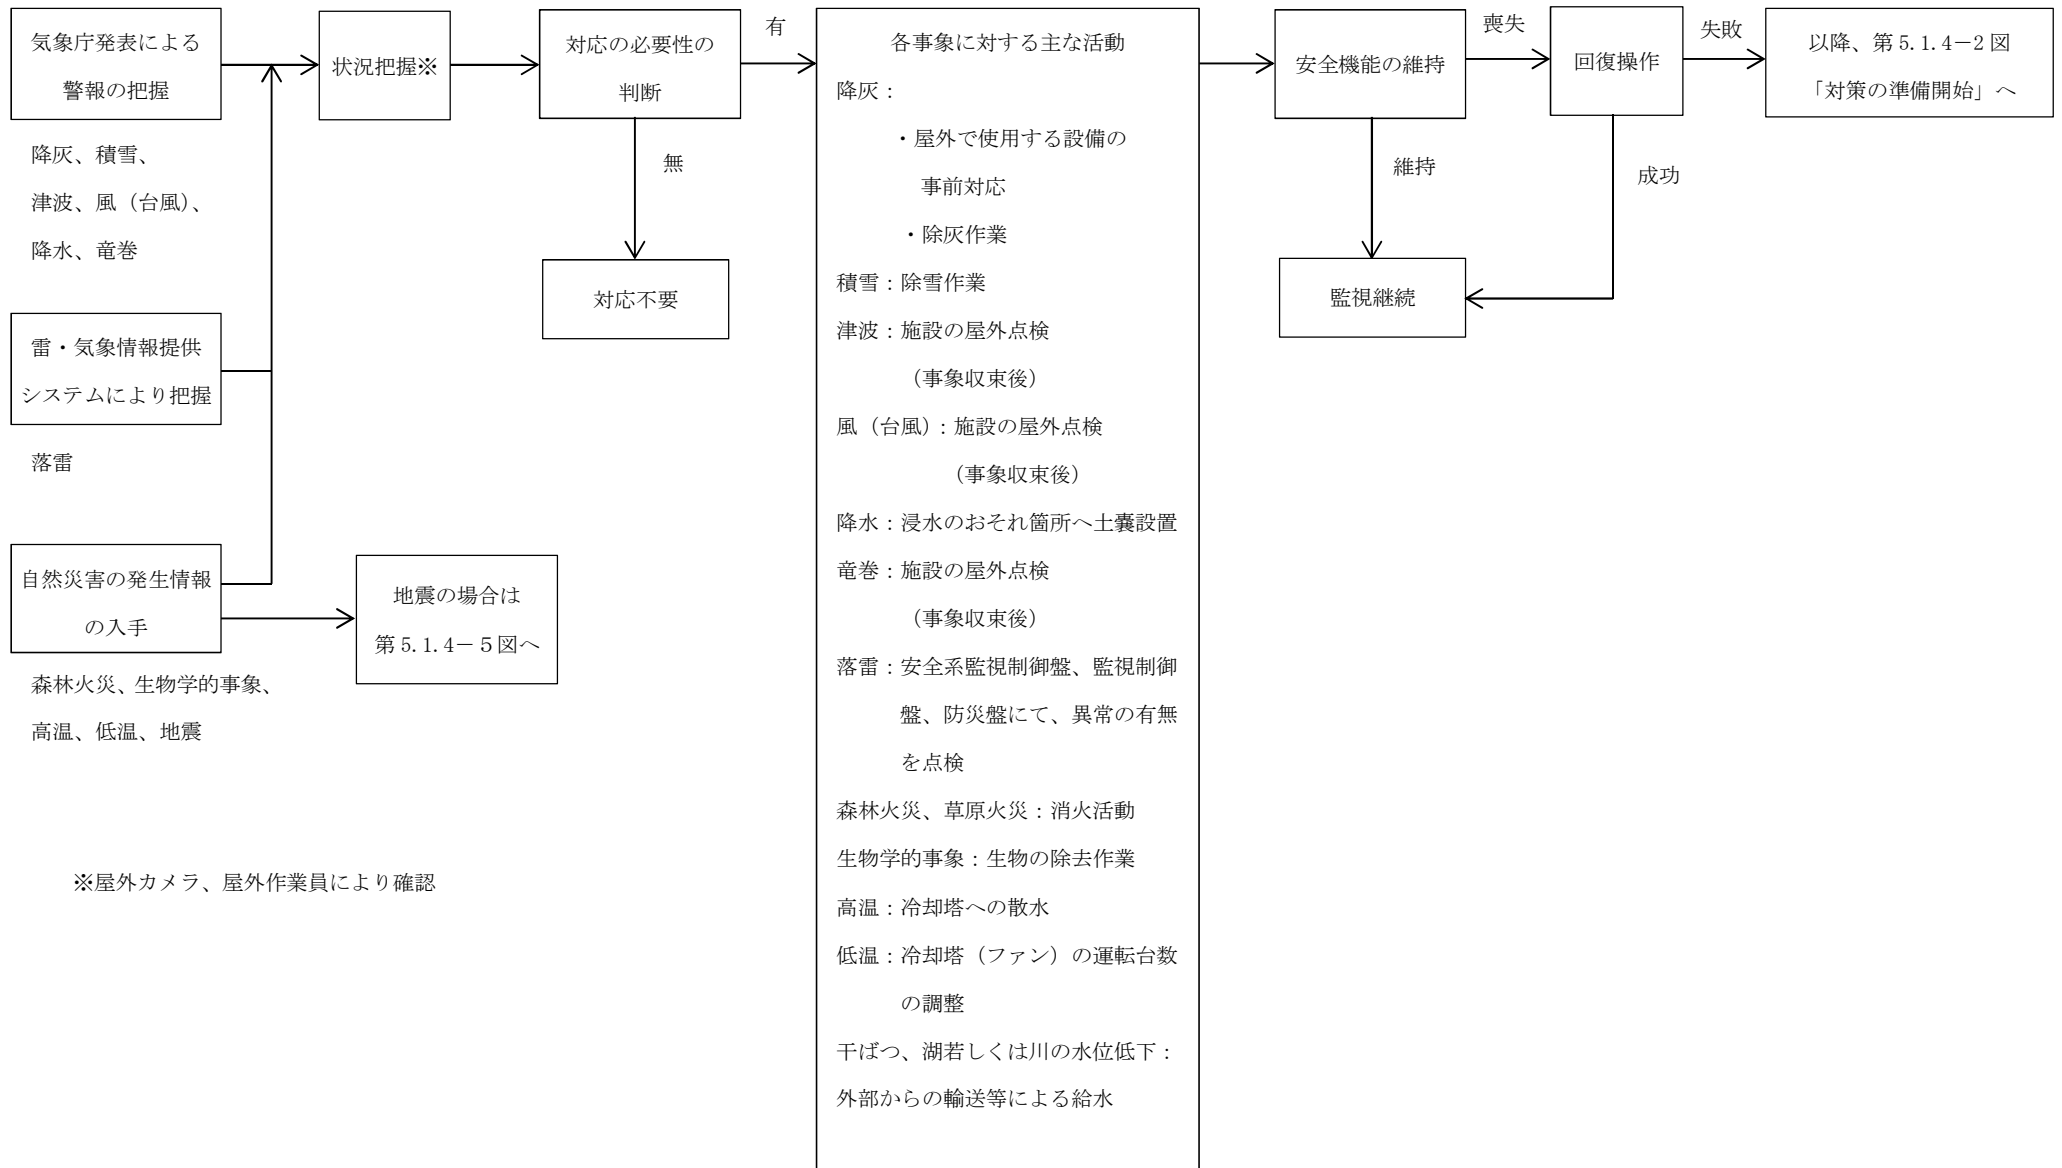 気象庁発表による
警報の把握
降灰、積雪、
津波、風（台風）、
降水、竜巻
雷・気象情報提供
システムにより把握
落雷
自然災害の発生情報
の入手
森林火災、生物学的事象、
高温、低温、地震
地震の場合は
第 5.1.4－５図へ
※屋外カメラ、屋外作業員により確認
状況把握※
対応の必要性の
判断
有
無
対応不要
各事象に対する主な活動
降灰：
・屋外で使用する設備の
事前対応
・除灰作業
積雪：除雪作業
津波：施設の屋外点検
（事象収束後）
風（台風）：施設の屋外点検
（事象収束後）
降水：浸水のおそれ箇所へ土嚢設置
竜巻：施設の屋外点検
（事象収束後）
落雷：安全系監視制御盤、監視制御
盤、防災盤にて、異常の有無
を点検
森林火災、草原火災：消火活動
生物学的事象：生物の除去作業
高温：冷却塔への散水
低温：冷却塔（ファン）の運転台数
の調整
干ばつ、湖若しくは川の水位低下：
外部からの輸送等による給水
安全機能の維持
喪失
維持
回復操作
失敗
成功
監視継続
以降、第 5.1.4－2 図
「対策の準備開始」へ